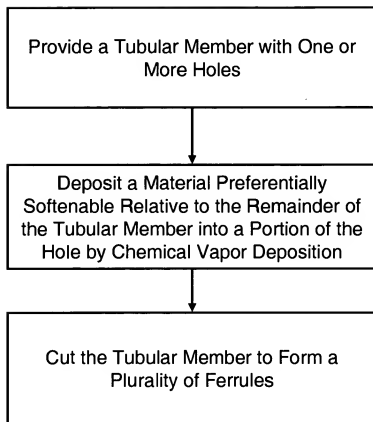 Provide a Tubular Member with One or
More Holes
Deposit a Material Preferentially
Softenable Relative to the Remainder of
the Tubular Member into a Portion of the
Hole by Chemical Vapor Deposition
Cut the Tubular Member to Form a
Plurality of Ferrules